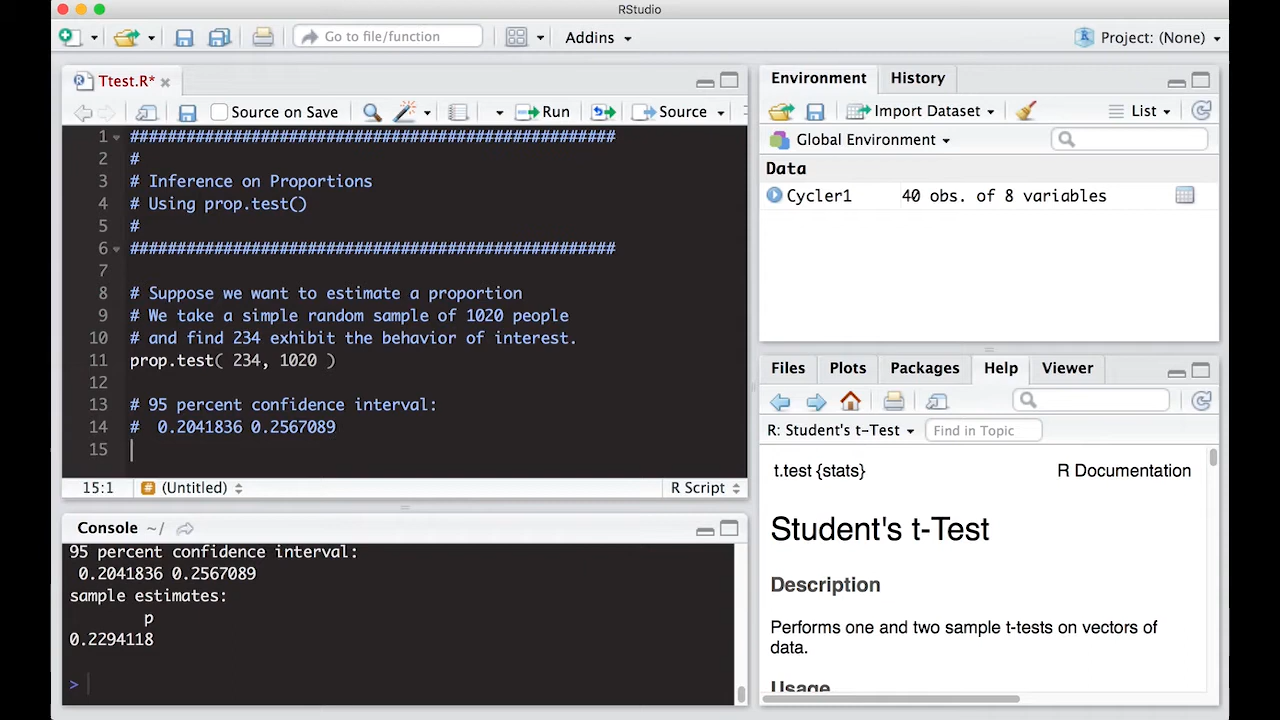 RStudio
Go to file/function
Addins
Project: (None)
Ttest.R*
Source on Save
Run
Source
1 ####################################################
2 #
3 # Inference on Proportions
4 # Using prop.test()
5 #
6 ####################################################
7
8 # Suppose we want to estimate a proportion
9 # We take a simple random sample of 1020 people
10 # and find 234 exhibit the behavior of interest.
11 prop.test( 234, 1020 )
12
13 # 95 percent confidence interval:
14 #  0.2041836 0.2567089
15
15:1 # (Untitled) R Script
Console ~/
95 percent confidence interval:
 0.2041836 0.2567089
sample estimates:
        p
0.2294118
>
Environment History
Import Dataset List
Global Environment
Data
Cycler1 40 obs. of 8 variables
Files Plots Packages Help Viewer
R: Student's t-Test Find in Topic
t.test {stats} R Documentation
Student's t-Test
Description
Performs one and two sample t-tests on vectors of
data.
Usage